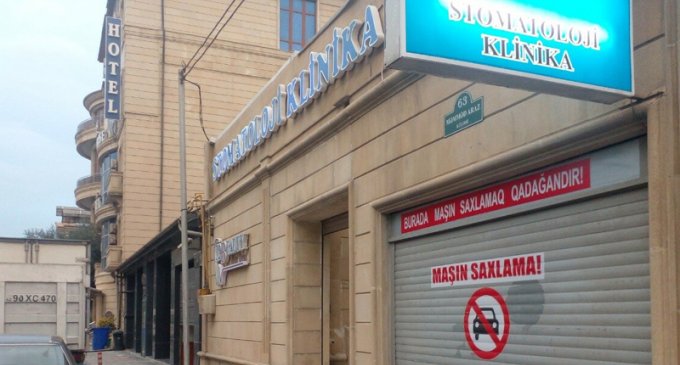 HOTEL
STOMATOLOJİ KLİNİKA
STOMATOLOJİ
KLİNİKA
63
BURADA MAŞIN SAXLAMAQ QADAĞANDIR!
MAŞIN SAXLAMA!
90 XC 470